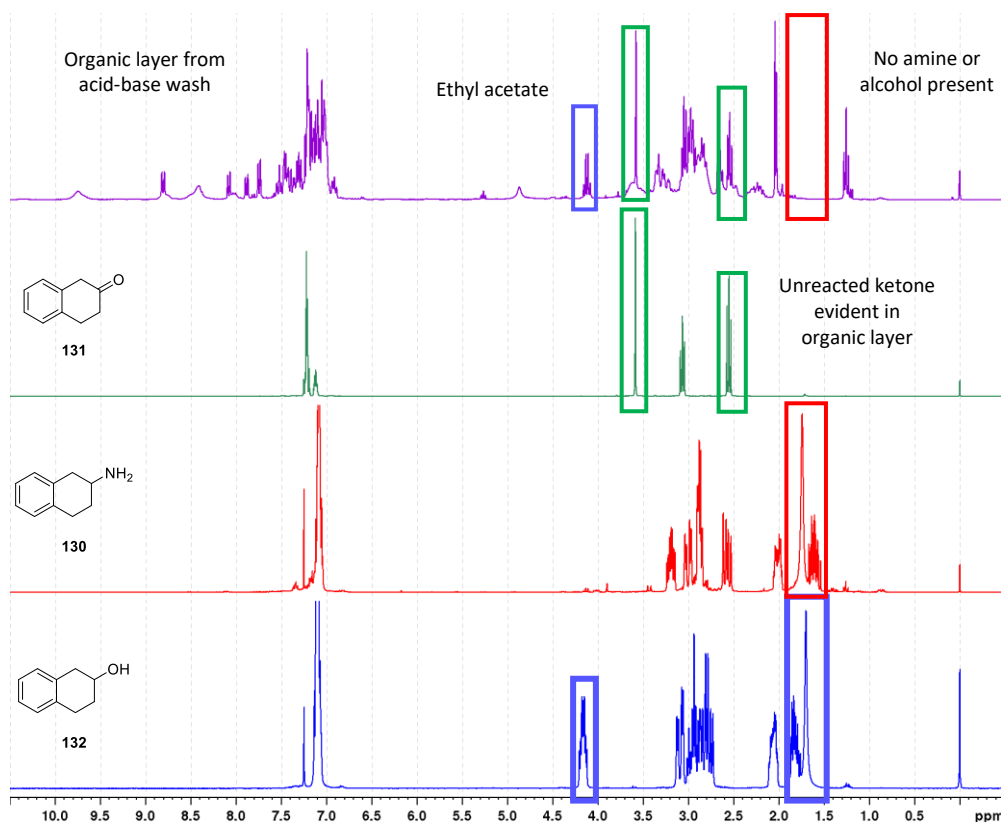 Organic layer from
acid-base wash
Ethyl acetate
No amine or
alcohol present
O
131
Unreacted ketone
evident in
organic layer
NH₂
130
OH
132
10.0 9.5 9.0 8.5 8.0 7.5 7.0 6.5 6.0 5.5 5.0 4.5 4.0 3.5 3.0 2.5 2.0 1.5 1.0 0.5 ppm